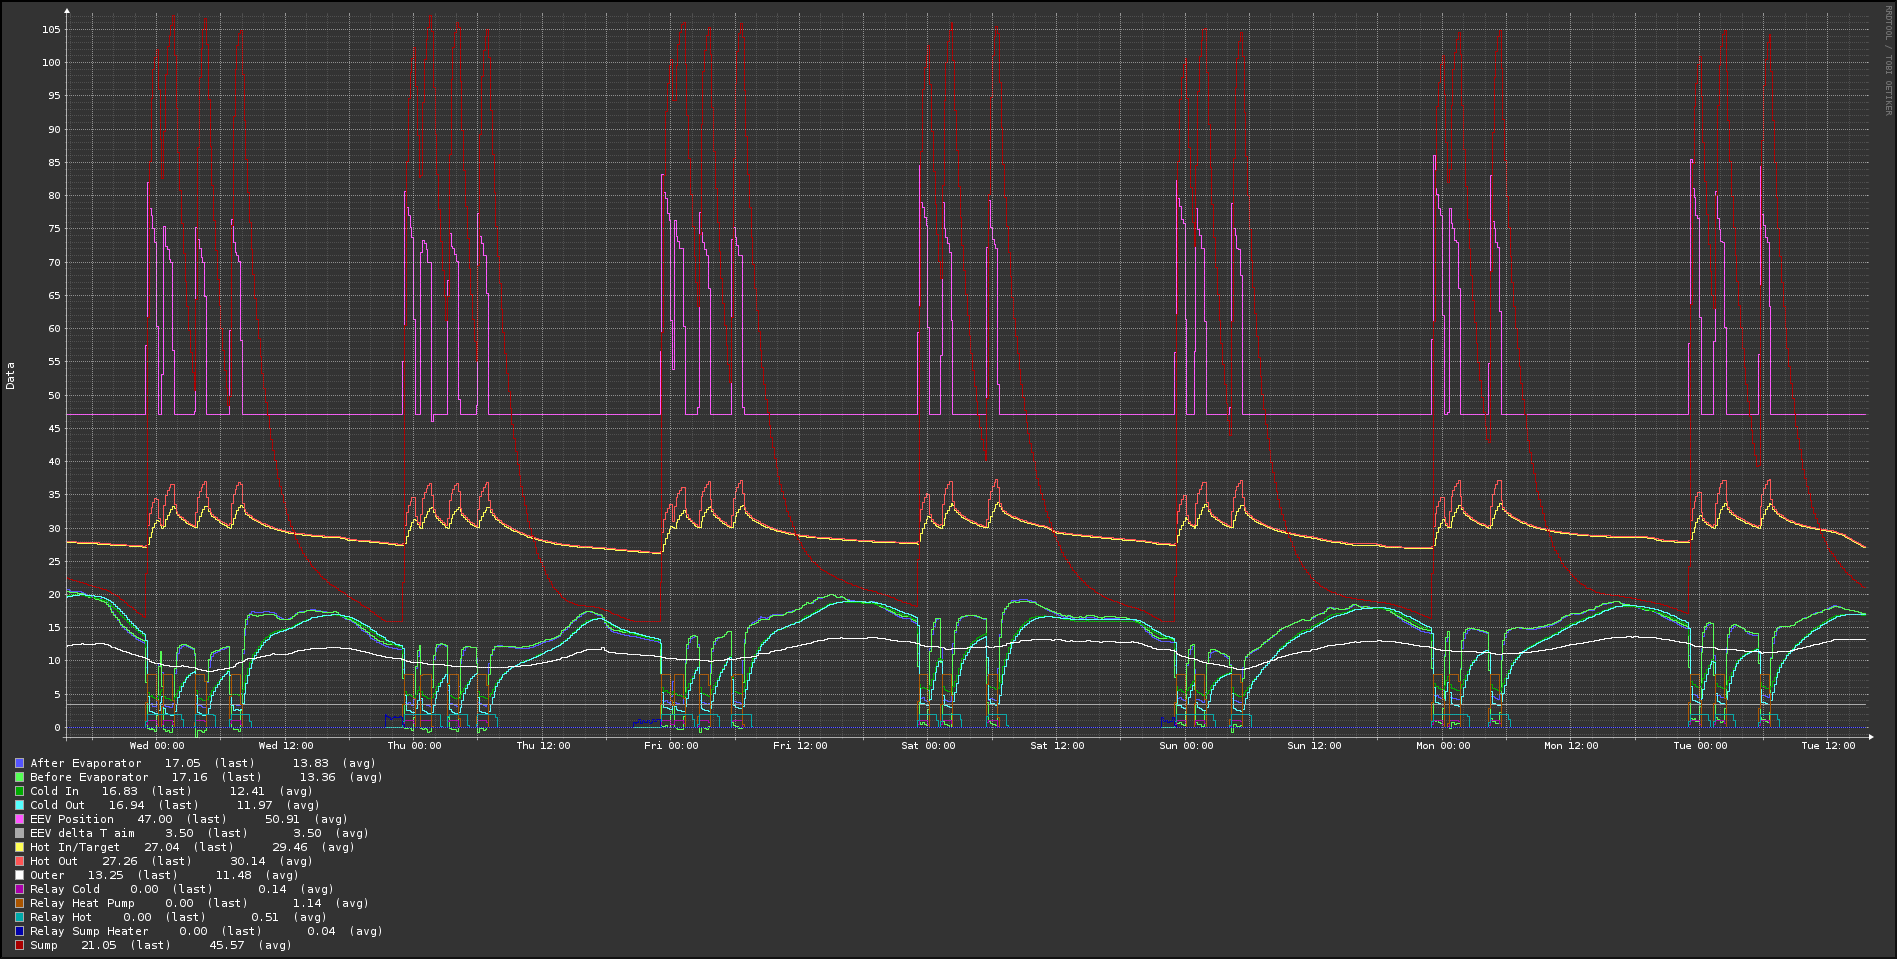 RRDTOOL / TOBI OETIKER
Data
105
100
95
90
85
80
75
70
65
60
55
50
45
40
35
30
25
20
15
10
5
0
Wed 00:00 Wed 12:00 Thu 00:00 Thu 12:00 Fri 00:00 Fri 12:00 Sat 00:00 Sat 12:00 Sun 00:00 Sun 12:00 Mon 00:00 Mon 12:00 Tue 00:00 Tue 12:00
After Evaporator 17.05 (last) 13.83 (avg)
Before Evaporator 17.16 (last) 13.36 (avg)
Cold In 16.83 (last) 12.41 (avg)
Cold Out 16.94 (last) 11.97 (avg)
EEV Position 47.00 (last) 50.91 (avg)
EEV delta T aim 3.50 (last) 3.50 (avg)
Hot In/Target 27.04 (last) 29.46 (avg)
Hot Out 27.26 (last) 30.14 (avg)
Outer 13.25 (last) 11.48 (avg)
Relay Cold 0.00 (last) 0.14 (avg)
Relay Heat Pump 0.00 (last) 1.14 (avg)
Relay Hot 0.00 (last) 0.51 (avg)
Relay Sump Heater 0.00 (last) 0.04 (avg)
Sump 21.05 (last) 45.57 (avg)